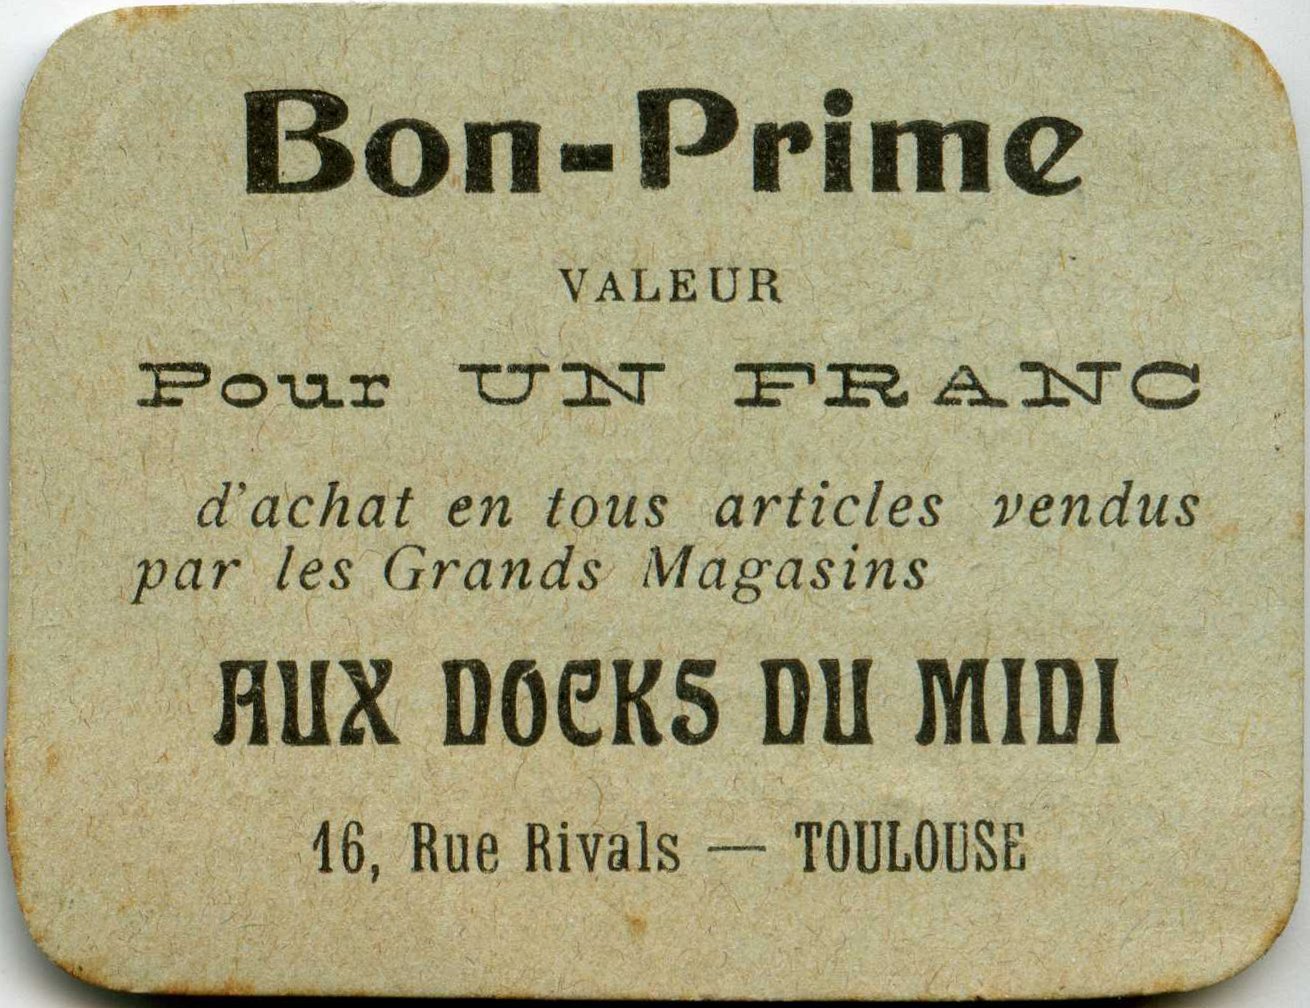 Bon-Prime
VALEUR
Pour UN FRANC
d'achat en tous articles vendus
par les Grands Magasins
AUX DOCKS DU MIDI
16, Rue Rivals — TOULOUSE